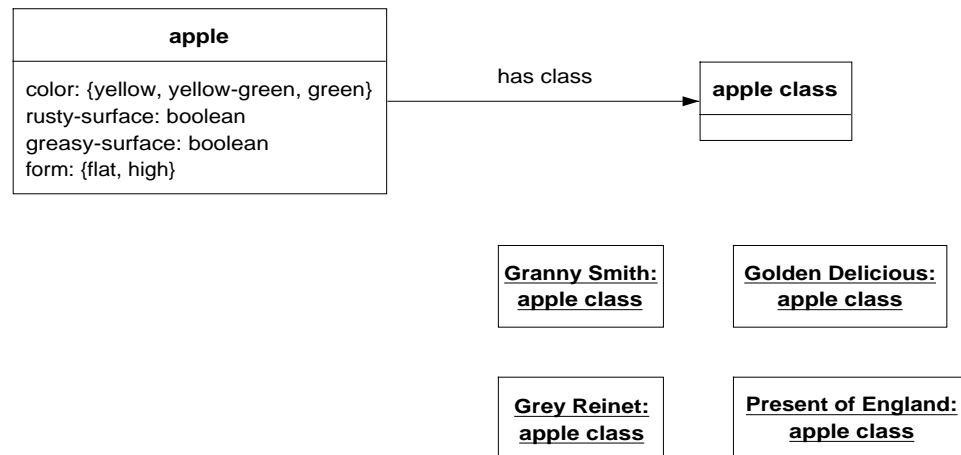 apple
color: {yellow, yellow-green, green}
rusty-surface: boolean
greasy-surface: boolean
form: {flat, high}
has class
apple class
Granny Smith:
apple class
Golden Delicious:
apple class
Grey Reinet:
apple class
Present of England:
apple class